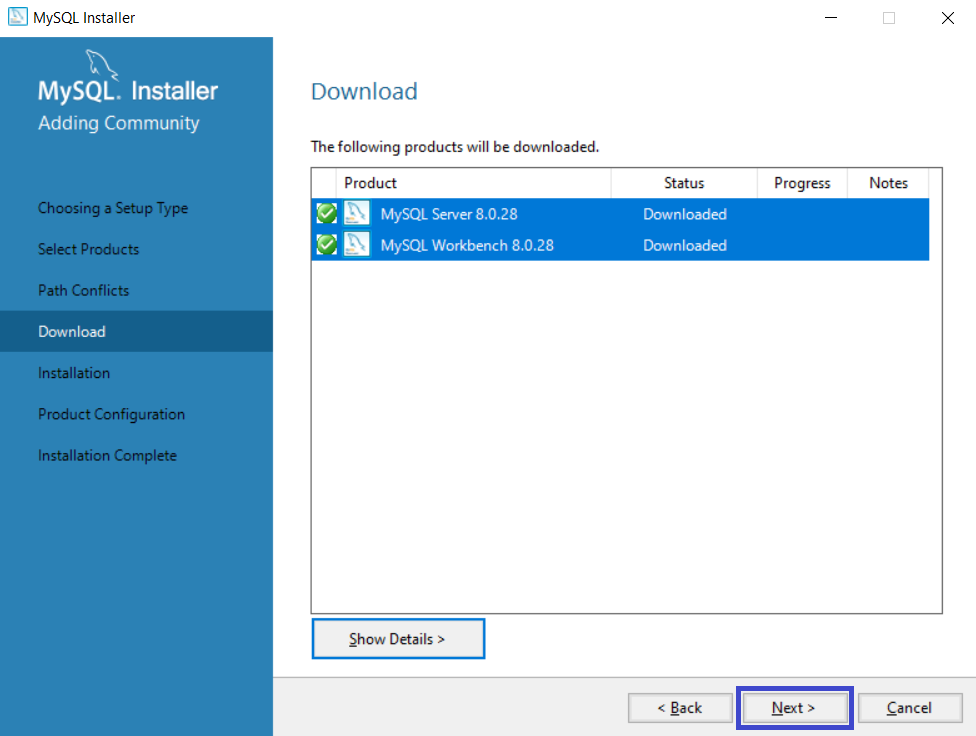 MySQL Installer
MySQL. Installer
Adding Community
Choosing a Setup Type
Select Products
Path Conflicts
Download
Installation
Product Configuration
Installation Complete
Download
The following products will be downloaded.
Product Status Progress Notes
MySQL Server 8.0.28 Downloaded
MySQL Workbench 8.0.28 Downloaded
Show Details >
< Back Next > Cancel